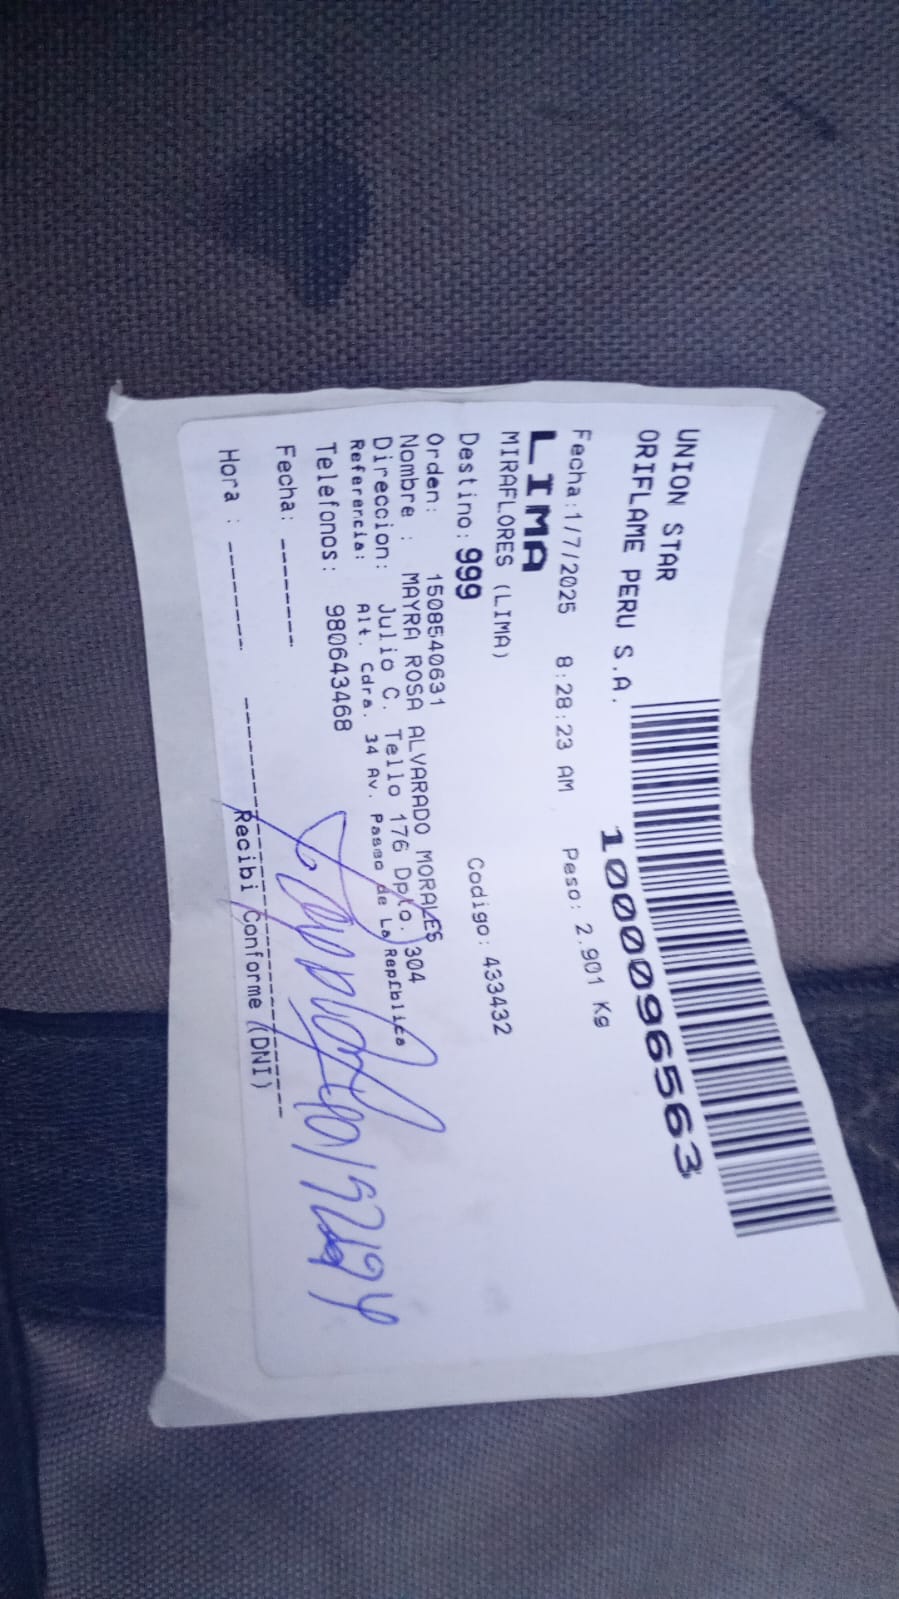 UNION STAR
ORIFLAME PERU S.A.
1000096563
Fecha:1/7/2025 8:28:23 AM Peso: 2.901 Kg
LIMA
MIRAFLORES (LIMA)
Destino: 999 Codigo: 433432
Orden: 1508540631
Nombre : MAYRA ROSA ALVARADO MORALES
Direccion: Julio C. Tello 176 Dpto. 304
Referencia: Alt. Cdra. 34 Av. Paseo de La Repfblica
Telefonos: 980643468
Fecha: -------
Hora : -------
Recibi Conforme (DNI)